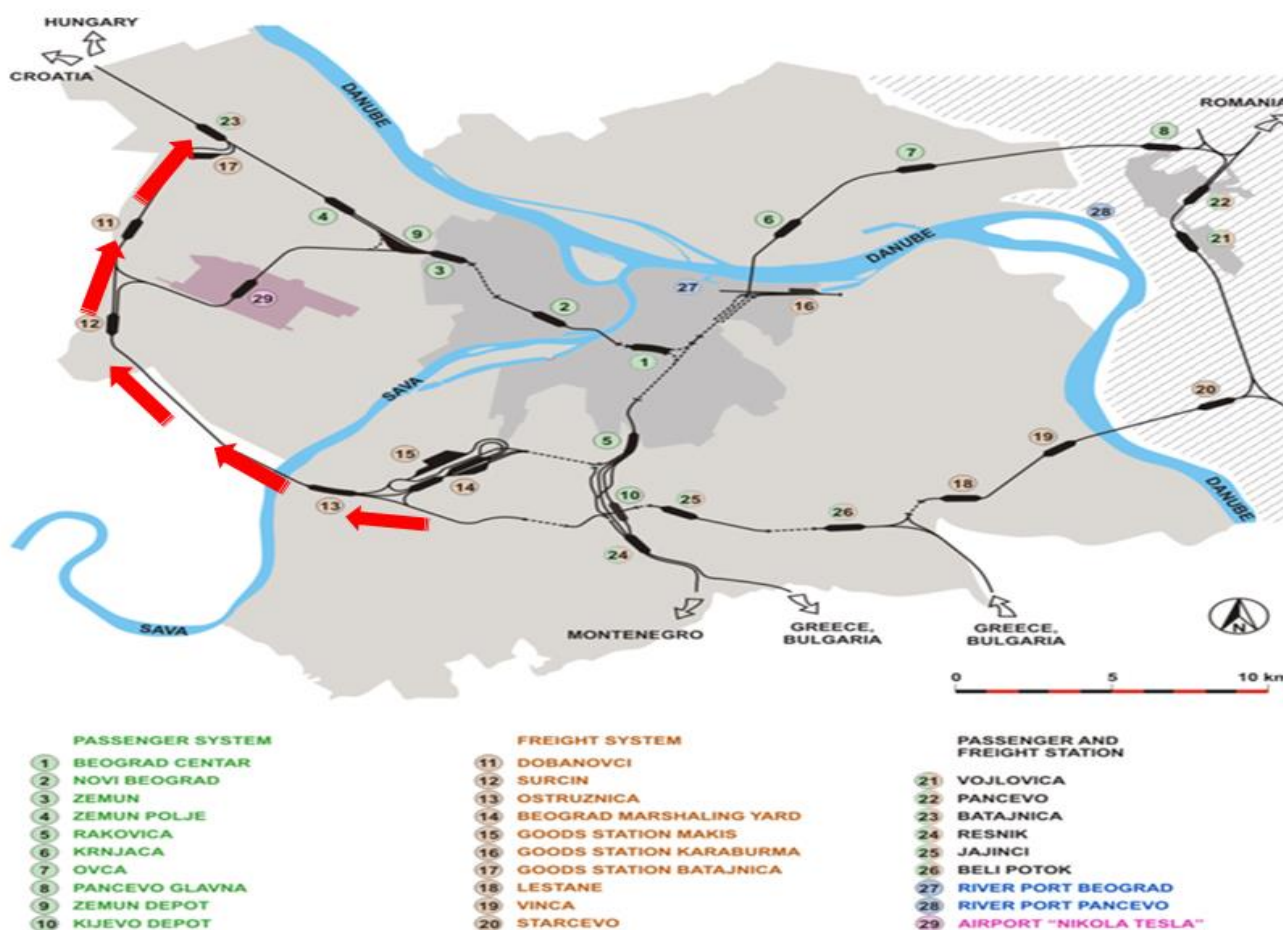 HUNGARY
CROATIA
DANUBE
ROMANIA
23
17
8
7
4
11
9
6
22
28
3
DANUBE
21
29
27
16
2
12
1
SAVA
20
5
19
15
14
18
13
10
25
26
DANUBE
24
SAVA
MONTENEGRO
GREECE,
BULGARIA
GREECE,
BULGARIA
N
0 5 10 km
PASSENGER SYSTEM
1 BEOGRAD CENTAR
2 NOVI BEOGRAD
3 ZEMUN
4 ZEMUN POLJE
5 RAKOVICA
6 KRNJACA
7 OVCA
8 PANCEVO GLAVNA
9 ZEMUN DEPOT
10 KIJEVO DEPOT
FREIGHT SYSTEM
11 DOBANOVCI
12 SURCIN
13 OSTRUZNICA
14 BEOGRAD MARSHALING YARD
15 GOODS STATION MAKIS
16 GOODS STATION KARABURMA
17 GOODS STATION BATAJNICA
18 LESTANE
19 VINCA
20 STARCEVO
PASSENGER AND
FREIGHT STATION
21 VOJLOVICA
22 PANCEVO
23 BATAJNICA
24 RESNIK
25 JAJINCI
26 BELI POTOK
27 RIVER PORT BEOGRAD
28 RIVER PORT PANCEVO
29 AIRPORT "NIKOLA TESLA"